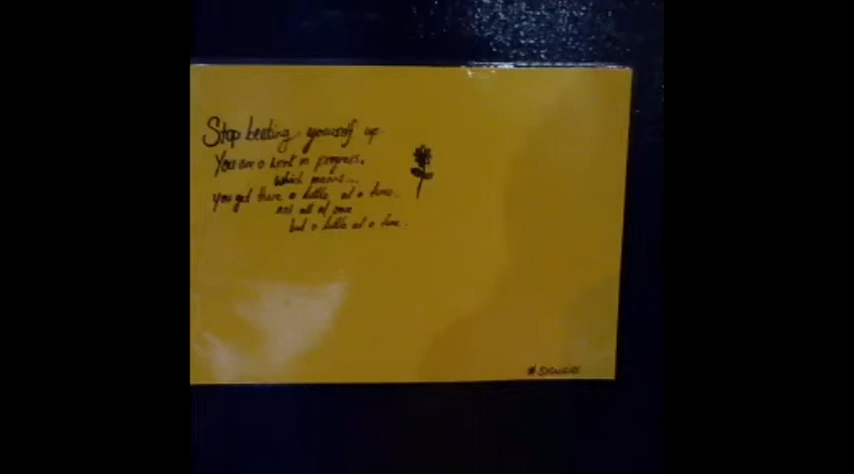 Stop beating yourself up
You are a work in progress.
which means...
you get there a little at a time..
not all at once
but a little at a time.